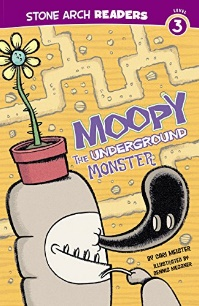 STONE ARCH READERS
LEVEL
3
MOOPY
THE UNDERGROUND
MONSTER
BY CARI MEISTER
ILLUSTRATED BY
DENNIS MESSNER